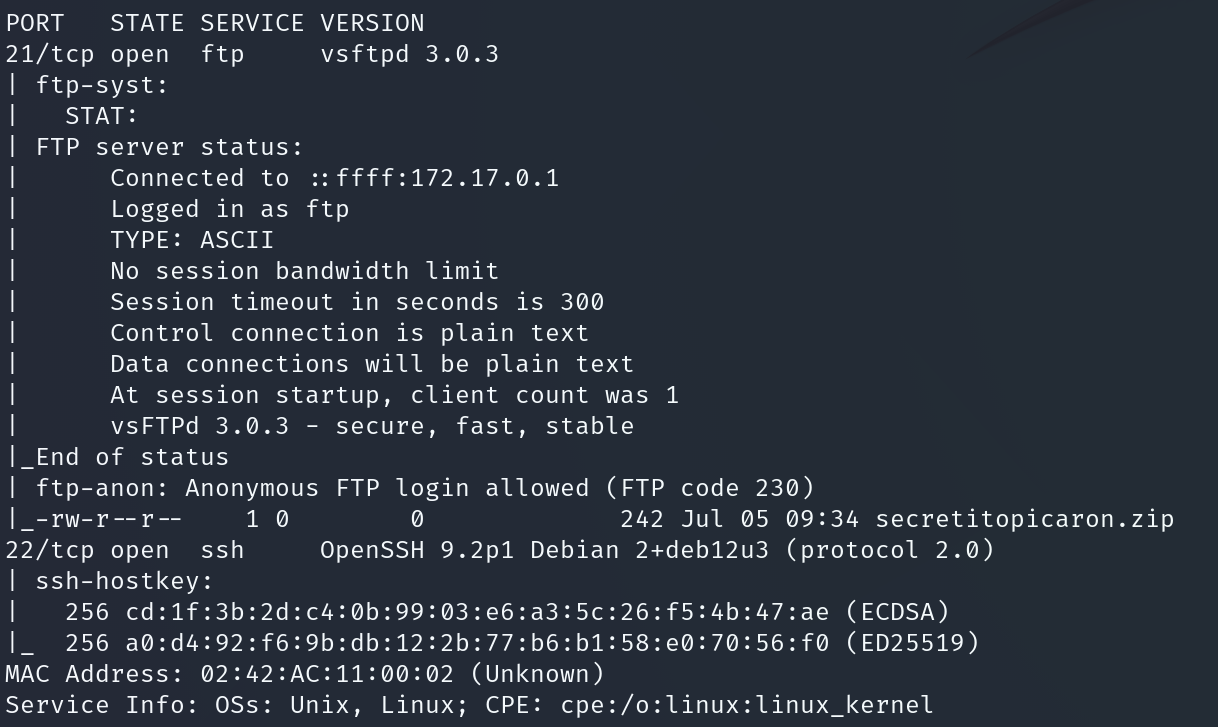 PORT   STATE SERVICE VERSION
21/tcp open  ftp     vsftpd 3.0.3
| ftp-syst:
|   STAT:
| FTP server status:
|      Connected to ::ffff:172.17.0.1
|      Logged in as ftp
|      TYPE: ASCII
|      No session bandwidth limit
|      Session timeout in seconds is 300
|      Control connection is plain text
|      Data connections will be plain text
|      At session startup, client count was 1
|      vsFTPd 3.0.3 - secure, fast, stable
|_End of status
| ftp-anon: Anonymous FTP login allowed (FTP code 230)
|_-rw-r--r--    1 0        0             242 Jul 05 09:34 secretitopicaron.zip
22/tcp open  ssh     OpenSSH 9.2p1 Debian 2+deb12u3 (protocol 2.0)
| ssh-hostkey:
|   256 cd:1f:3b:2d:c4:0b:99:03:e6:a3:5c:26:f5:4b:47:ae (ECDSA)
|_  256 a0:d4:92:f6:9b:db:12:2b:77:b6:b1:58:e0:70:56:f0 (ED25519)
MAC Address: 02:42:AC:11:00:02 (Unknown)
Service Info: OSs: Unix, Linux; CPE: cpe:/o:linux:linux_kernel